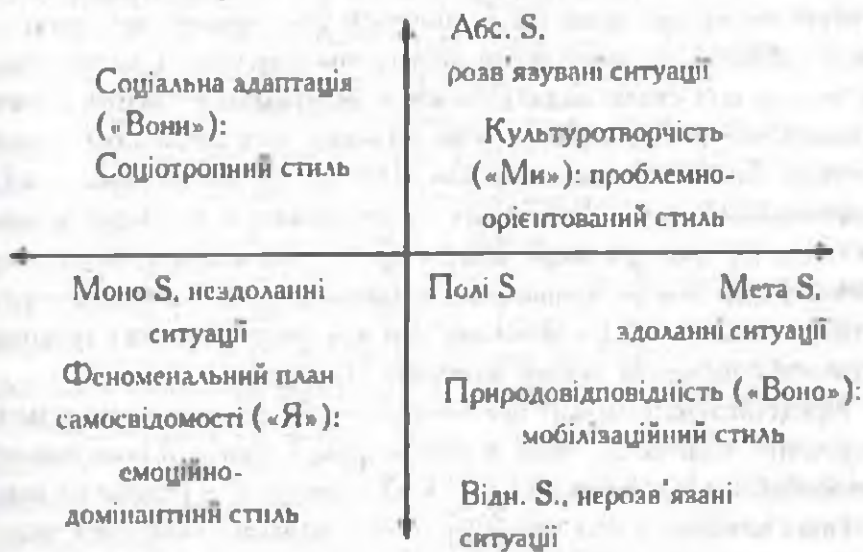 Абс. S,
розв'язувані ситуації
Соціальна адаптація
(«Вони»):
Соціотропний стиль
Культуротворчість
(«Ми»): проблемно-
орієнтований стиль
Моно S, нездоланні
ситуації
Полі S
Мета S,
здоланні ситуації
Феноменальний план
самосвідомості («Я»):
емоційно-
домінантний стиль
Природовідповідність («Воно»):
мобілізаційний стиль
Відн. S., нерозв'язані
ситуації